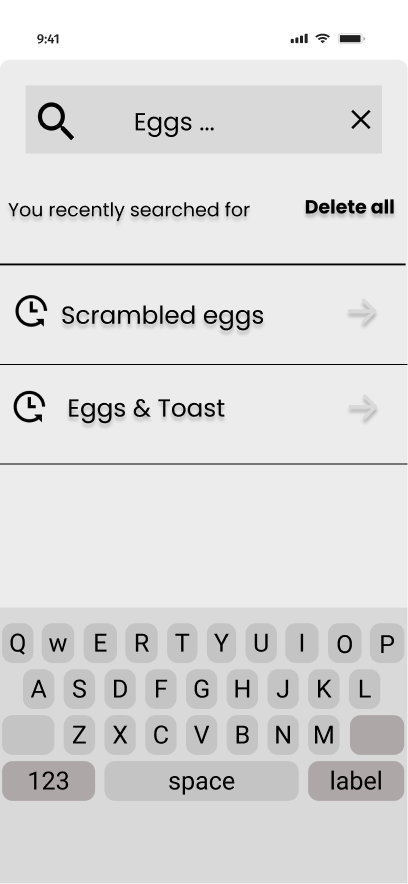 9:41
Eggs ...
You recently searched for Delete all
Scrambled eggs
Eggs & Toast
Q w E R T Y U I O P
A S D F G H J K L
Z X C V B N M
123 space label